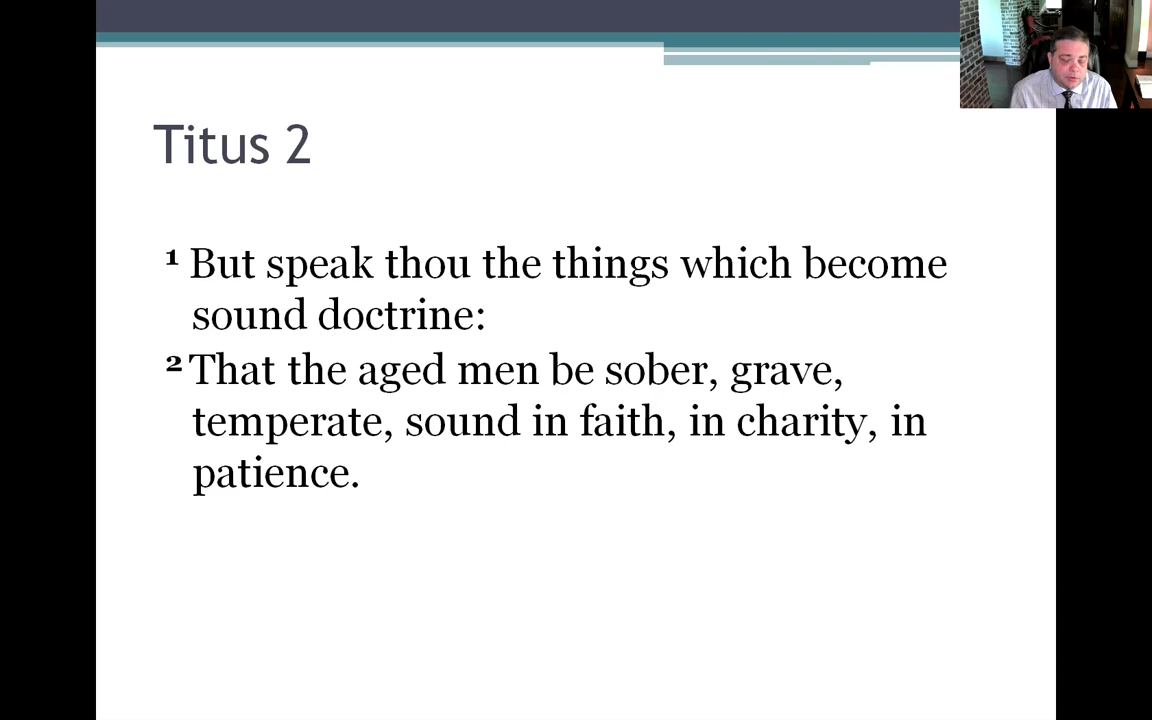 Titus 2
1 But speak thou the things which become
sound doctrine:
2 That the aged men be sober, grave,
temperate, sound in faith, in charity, in
patience.